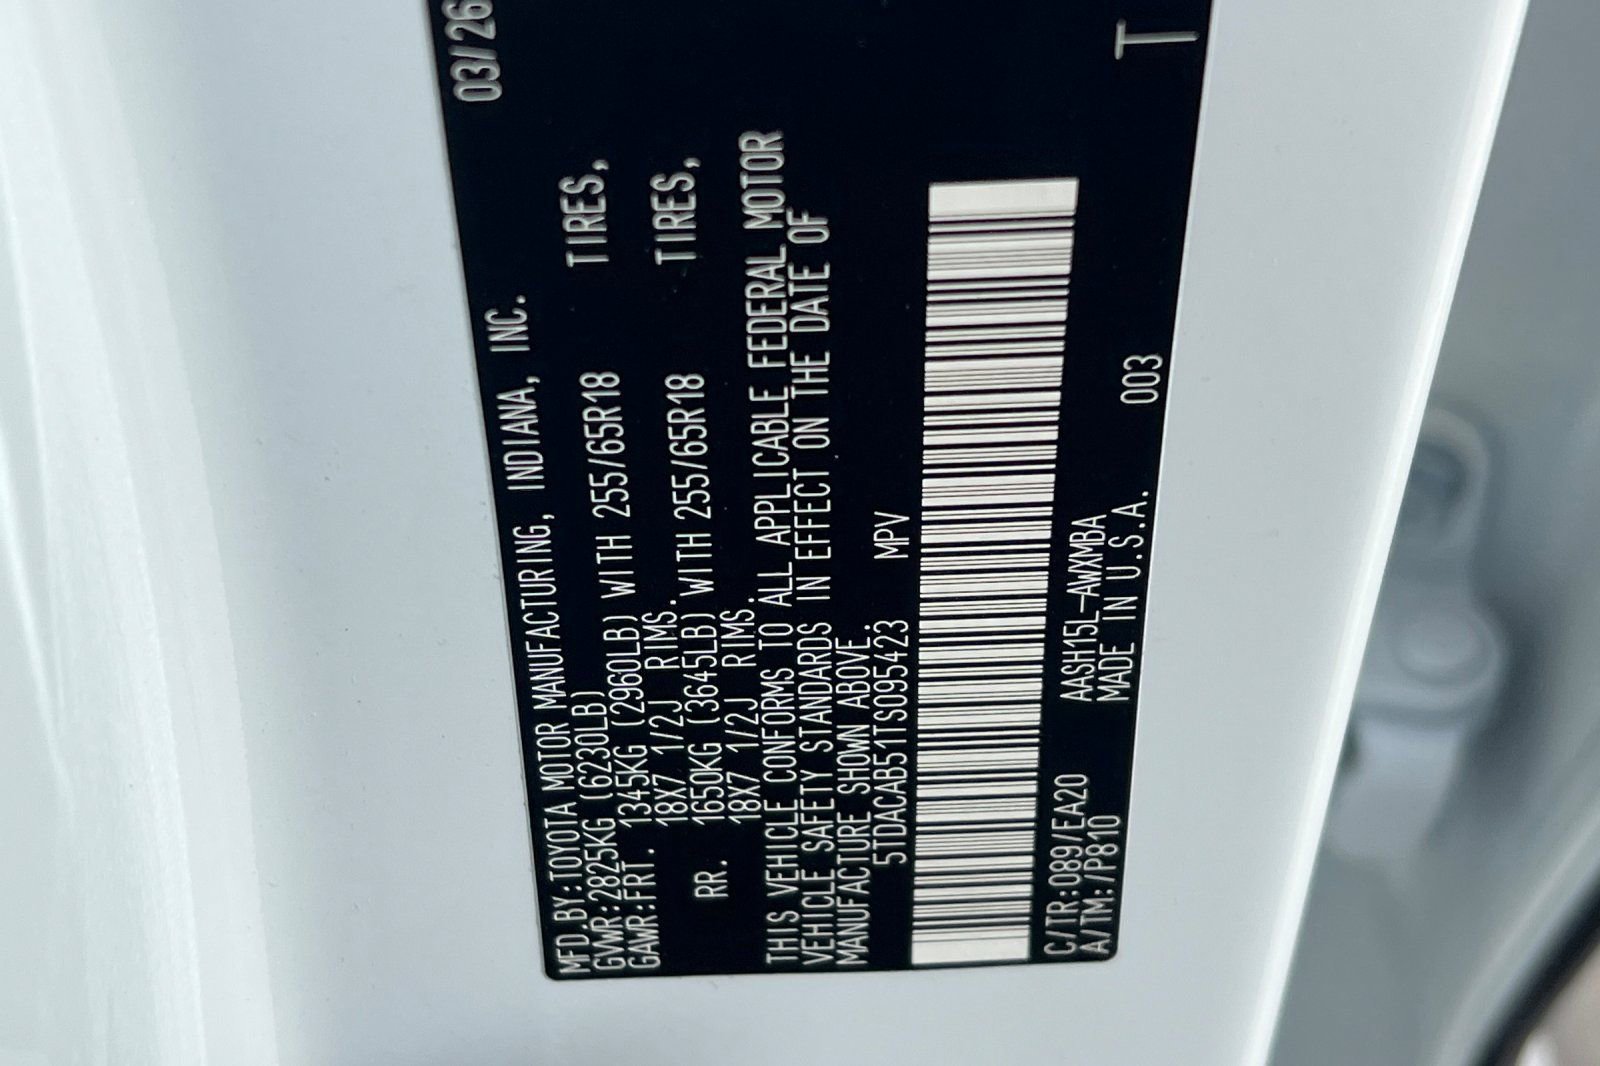 MFD.BY:TOYOTA MOTOR MANUFACTURING, INDIANA, INC. 03/26
GVWR:2825KG (6230LB)
GAWR:FRT. 1345KG (2960LB) WITH 255/65R18 TIRES,
18X7 1/2J RIMS.
RR. 1650KG (3645LB) WITH 255/65R18 TIRES,
18X7 1/2J RIMS.
THIS VEHICLE CONFORMS TO ALL APPLICABLE FEDERAL MOTOR
VEHICLE SAFETY STANDARDS IN EFFECT ON THE DATE OF
MANUFACTURE SHOWN ABOVE.
5TDACAB51TS095423 MPV
C/TR:089/EA20 AASH15L-AWXMBA
A/TM:/P810 MADE IN U.S.A. 003 T